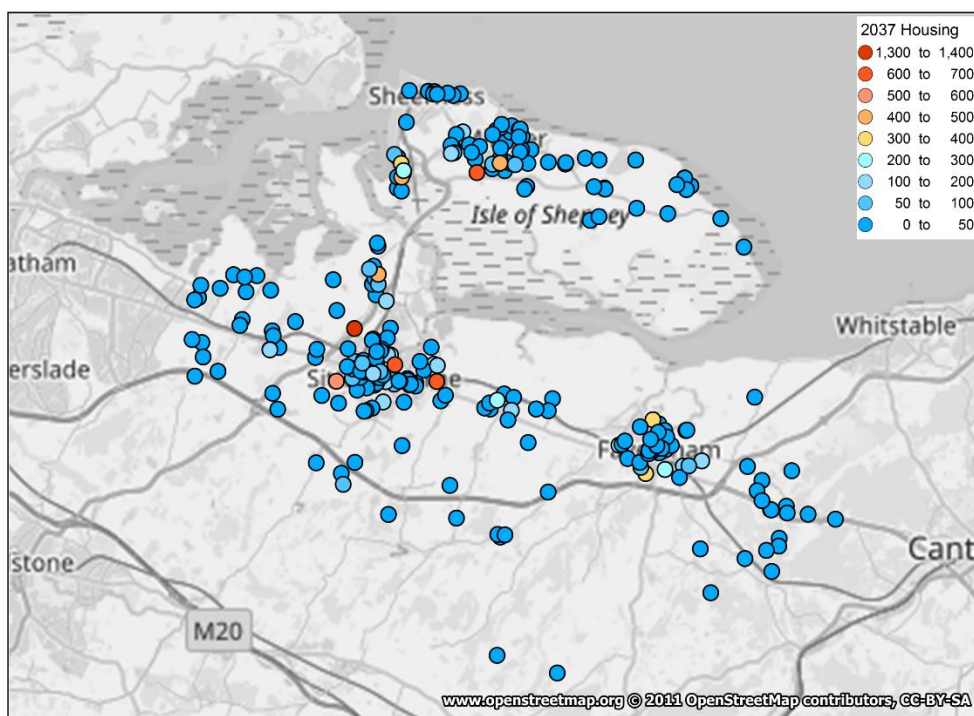 2037 Housing
1,300 to 1,400
600 to 700
500 to 600
400 to 500
300 to 400
200 to 300
100 to 200
50 to 100
0 to 50
Isle of Sheppey
atham
Whitstable
erslade
stone
Cant
M20
www.openstreetmap.org © 2011 OpenStreetMap contributors, CC-BY-SA